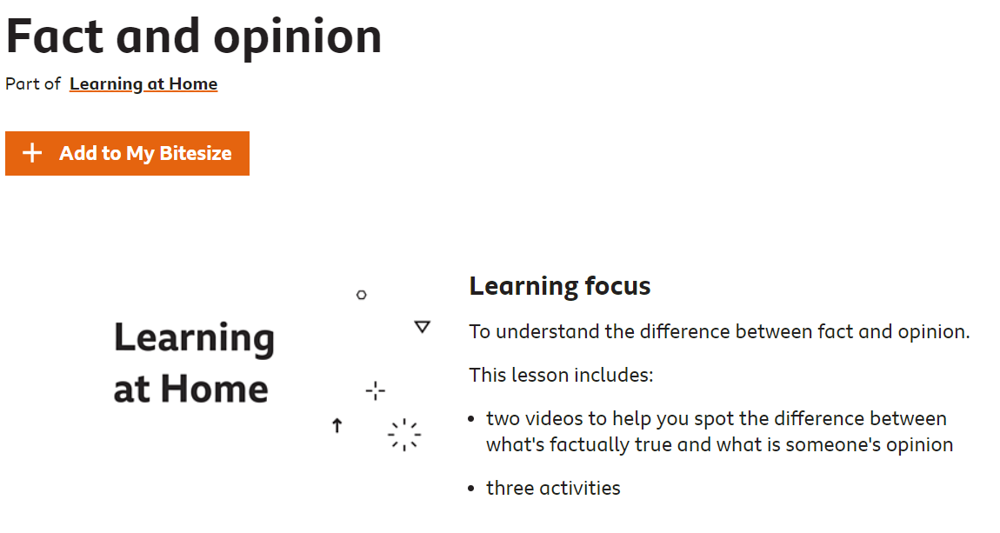 Fact and opinion
Part of Learning at Home
Add to My Bitesize
Learning
at Home
Learning focus
To understand the difference between fact and opinion.
This lesson includes:
two videos to help you spot the difference between
what's factually true and what is someone's opinion
three activities